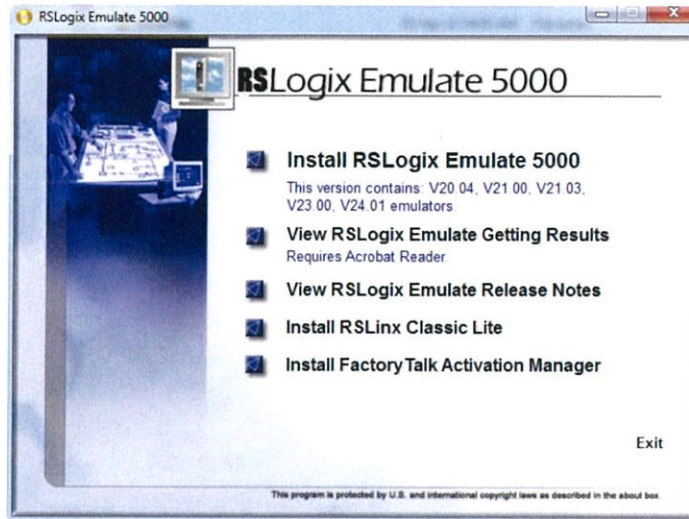 RSLogix Emulate 5000
RSLogix Emulate 5000
Install RSLogix Emulate 5000
This version contains: V20.04, V21.00, V21.03,
V23.00, V24.01 emulators.
View RSLogix Emulate Getting Results
Requires Acrobat Reader.
View RSLogix Emulate Release Notes
Install RSLinx Classic Lite
Install FactoryTalk Activation Manager
Exit
This program is protected by U.S. and international copyright laws as described in the about box.